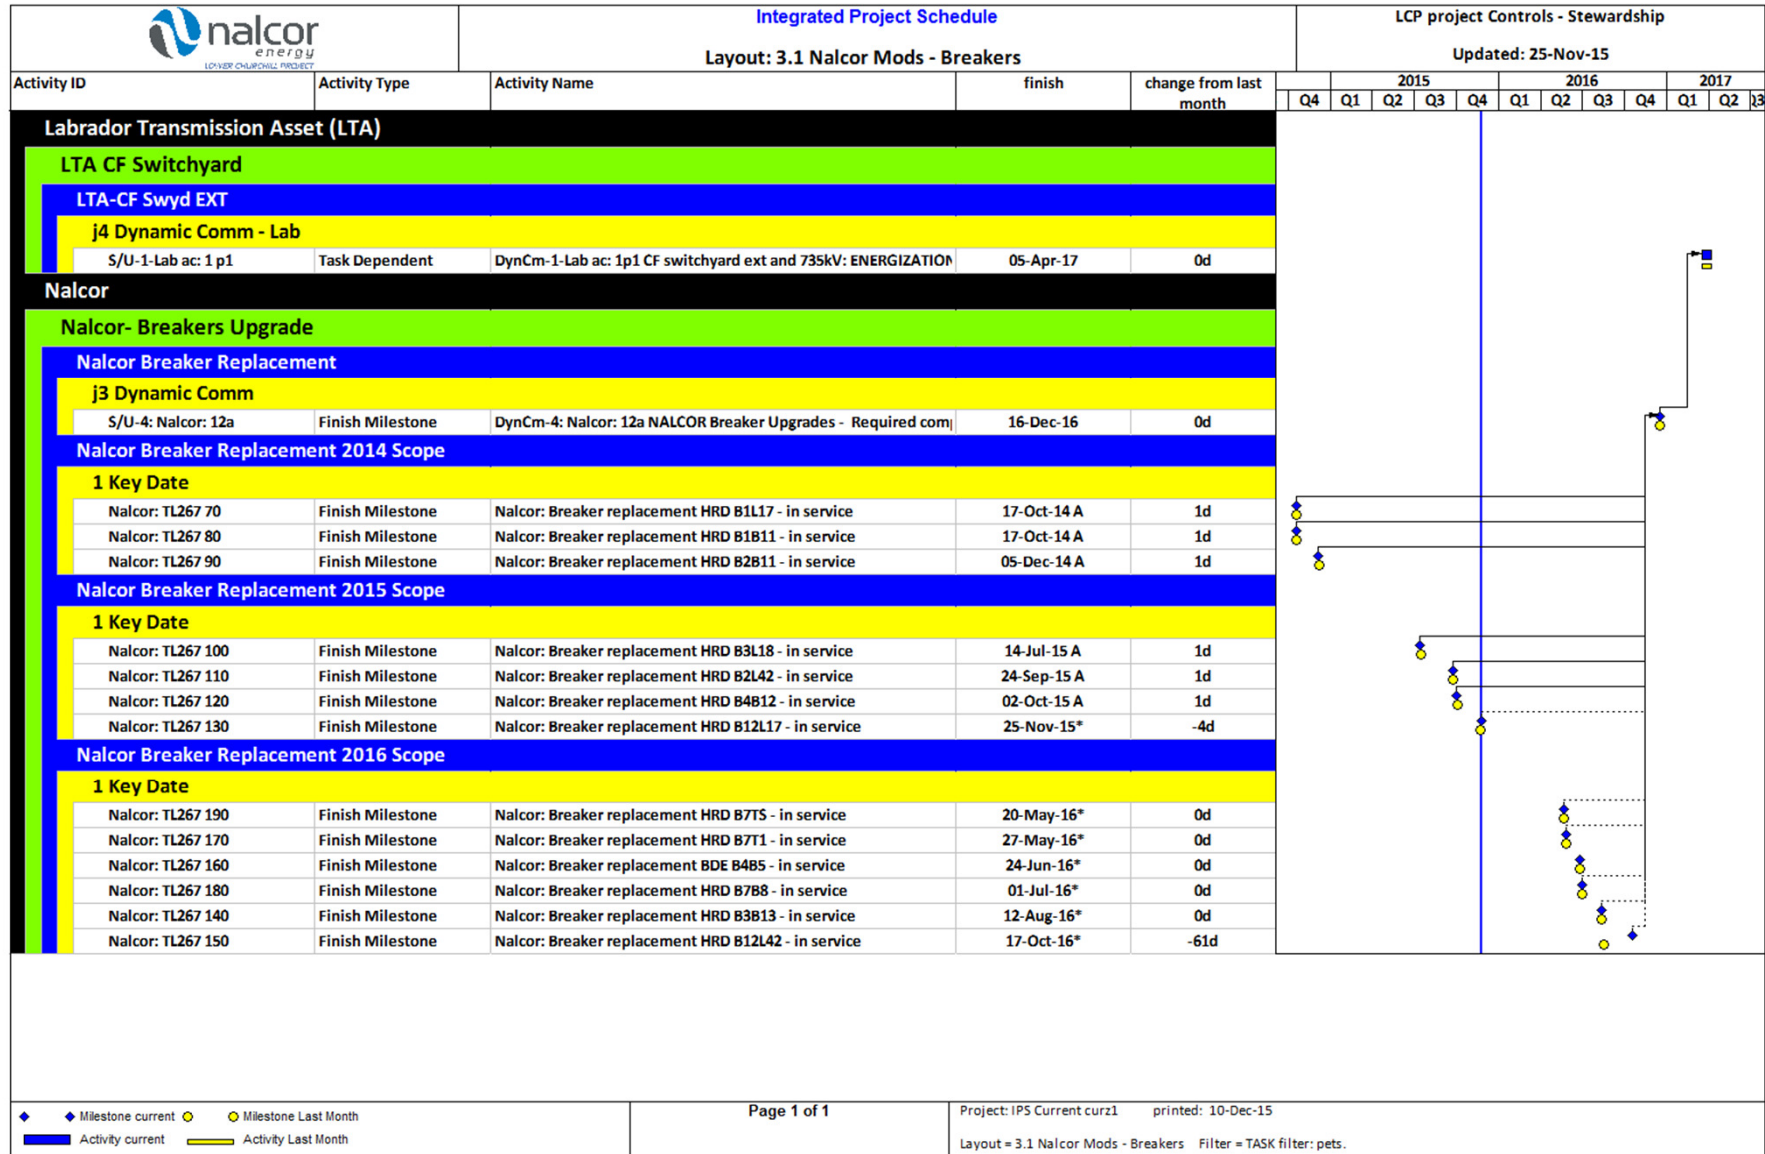 nalcor
energy
LOWER CHURCHILL PROJECT
Integrated Project Schedule
Layout: 3.1 Nalcor Mods - Breakers
LCP project Controls - Stewardship
Updated: 25-Nov-15
Activity ID Activity Type Activity Name finish change from last month
2015 2016 2017
Q4 Q1 Q2 Q3 Q4 Q1 Q2 Q3 Q4 Q1 Q2 Q3
Labrador Transmission Asset (LTA)
LTA CF Switchyard
LTA-CF Swyd EXT
j4 Dynamic Comm - Lab
S/U-1-Lab ac: 1 p1 Task Dependent DynCm-1-Lab ac: 1p1 CF switchyard ext and 735kV: ENERGIZATION 05-Apr-17 0d
Nalcor
Nalcor- Breakers Upgrade
Nalcor Breaker Replacement
j3 Dynamic Comm
S/U-4: Nalcor: 12a Finish Milestone DynCm-4: Nalcor: 12a NALCOR Breaker Upgrades - Required com 16-Dec-16 0d
Nalcor Breaker Replacement 2014 Scope
1 Key Date
Nalcor: TL267 70 Finish Milestone Nalcor: Breaker replacement HRD B1L17 - in service 17-Oct-14 A 1d
Nalcor: TL267 80 Finish Milestone Nalcor: Breaker replacement HRD B1B11 - in service 17-Oct-14 A 1d
Nalcor: TL267 90 Finish Milestone Nalcor: Breaker replacement HRD B2B11 - in service 05-Dec-14 A 1d
Nalcor Breaker Replacement 2015 Scope
1 Key Date
Nalcor: TL267 100 Finish Milestone Nalcor: Breaker replacement HRD B3L18 - in service 14-Jul-15 A 1d
Nalcor: TL267 110 Finish Milestone Nalcor: Breaker replacement HRD B2L42 - in service 24-Sep-15 A 1d
Nalcor: TL267 120 Finish Milestone Nalcor: Breaker replacement HRD B4B12 - in service 02-Oct-15 A 1d
Nalcor: TL267 130 Finish Milestone Nalcor: Breaker replacement HRD B12L17 - in service 25-Nov-15* -4d
Nalcor Breaker Replacement 2016 Scope
1 Key Date
Nalcor: TL267 190 Finish Milestone Nalcor: Breaker replacement HRD B7TS - in service 20-May-16* 0d
Nalcor: TL267 170 Finish Milestone Nalcor: Breaker replacement HRD B7T1 - in service 27-May-16* 0d
Nalcor: TL267 160 Finish Milestone Nalcor: Breaker replacement BDE B4B5 - in service 24-Jun-16* 0d
Nalcor: TL267 180 Finish Milestone Nalcor: Breaker replacement HRD B7B8 - in service 01-Jul-16* 0d
Nalcor: TL267 140 Finish Milestone Nalcor: Breaker replacement HRD B3B13 - in service 12-Aug-16* 0d
Nalcor: TL267 150 Finish Milestone Nalcor: Breaker replacement HRD B12L42 - in service 17-Oct-16* -61d
Milestone current Milestone Last Month
Activity current Activity Last Month
Page 1 of 1
Project: IPS Current curz1 printed: 10-Dec-15
Layout = 3.1 Nalcor Mods - Breakers Filter = TASK filter: pets.